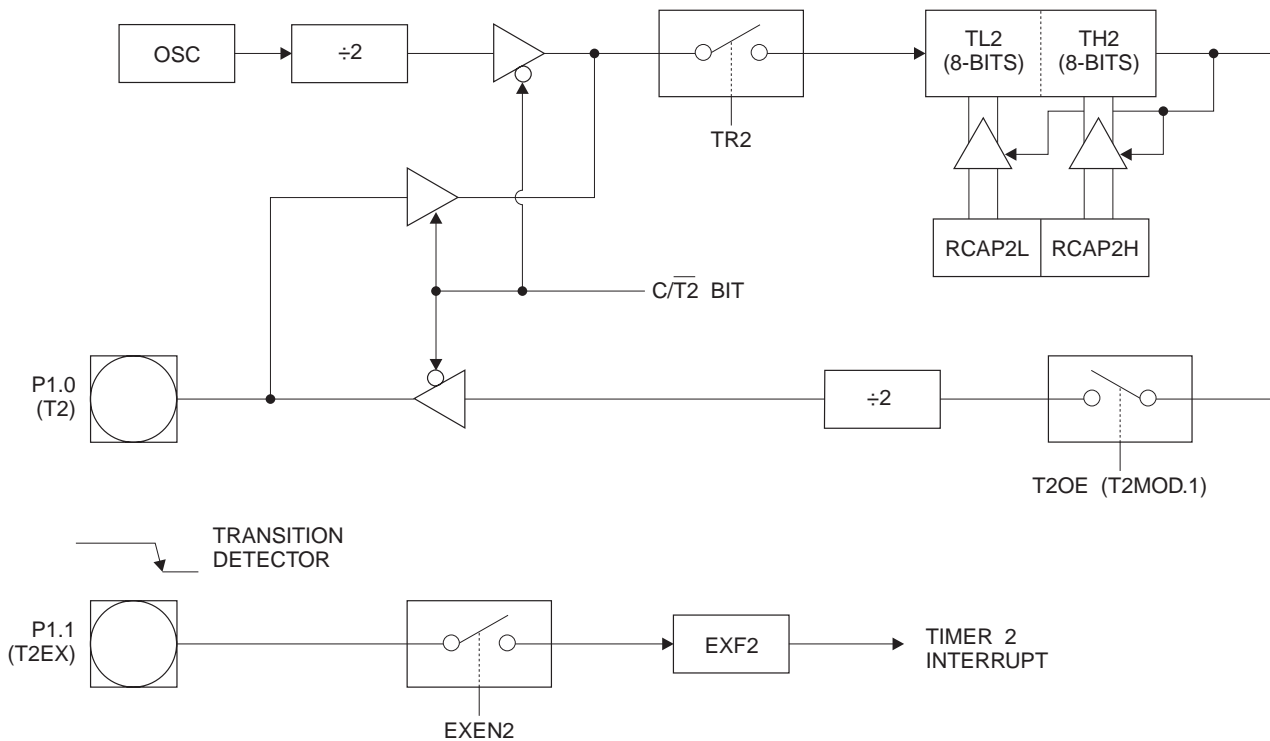 OSC
÷2
TR2
TL2
(8-BITS)
TH2
(8-BITS)
RCAP2L
RCAP2H
C/T2 BIT
P1.0
(T2)
÷2
T2OE (T2MOD.1)
TRANSITION
DETECTOR
P1.1
(T2EX)
EXEN2
EXF2
TIMER 2
INTERRUPT